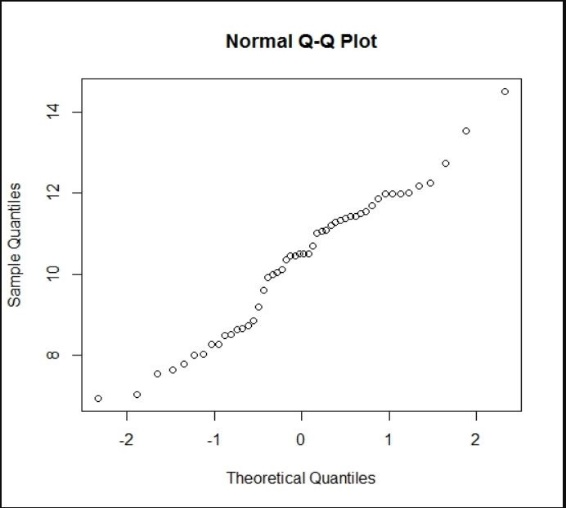 Normal Q-Q Plot
14
12
10
8
Sample Quantiles
-2 -1 0 1 2
Theoretical Quantiles